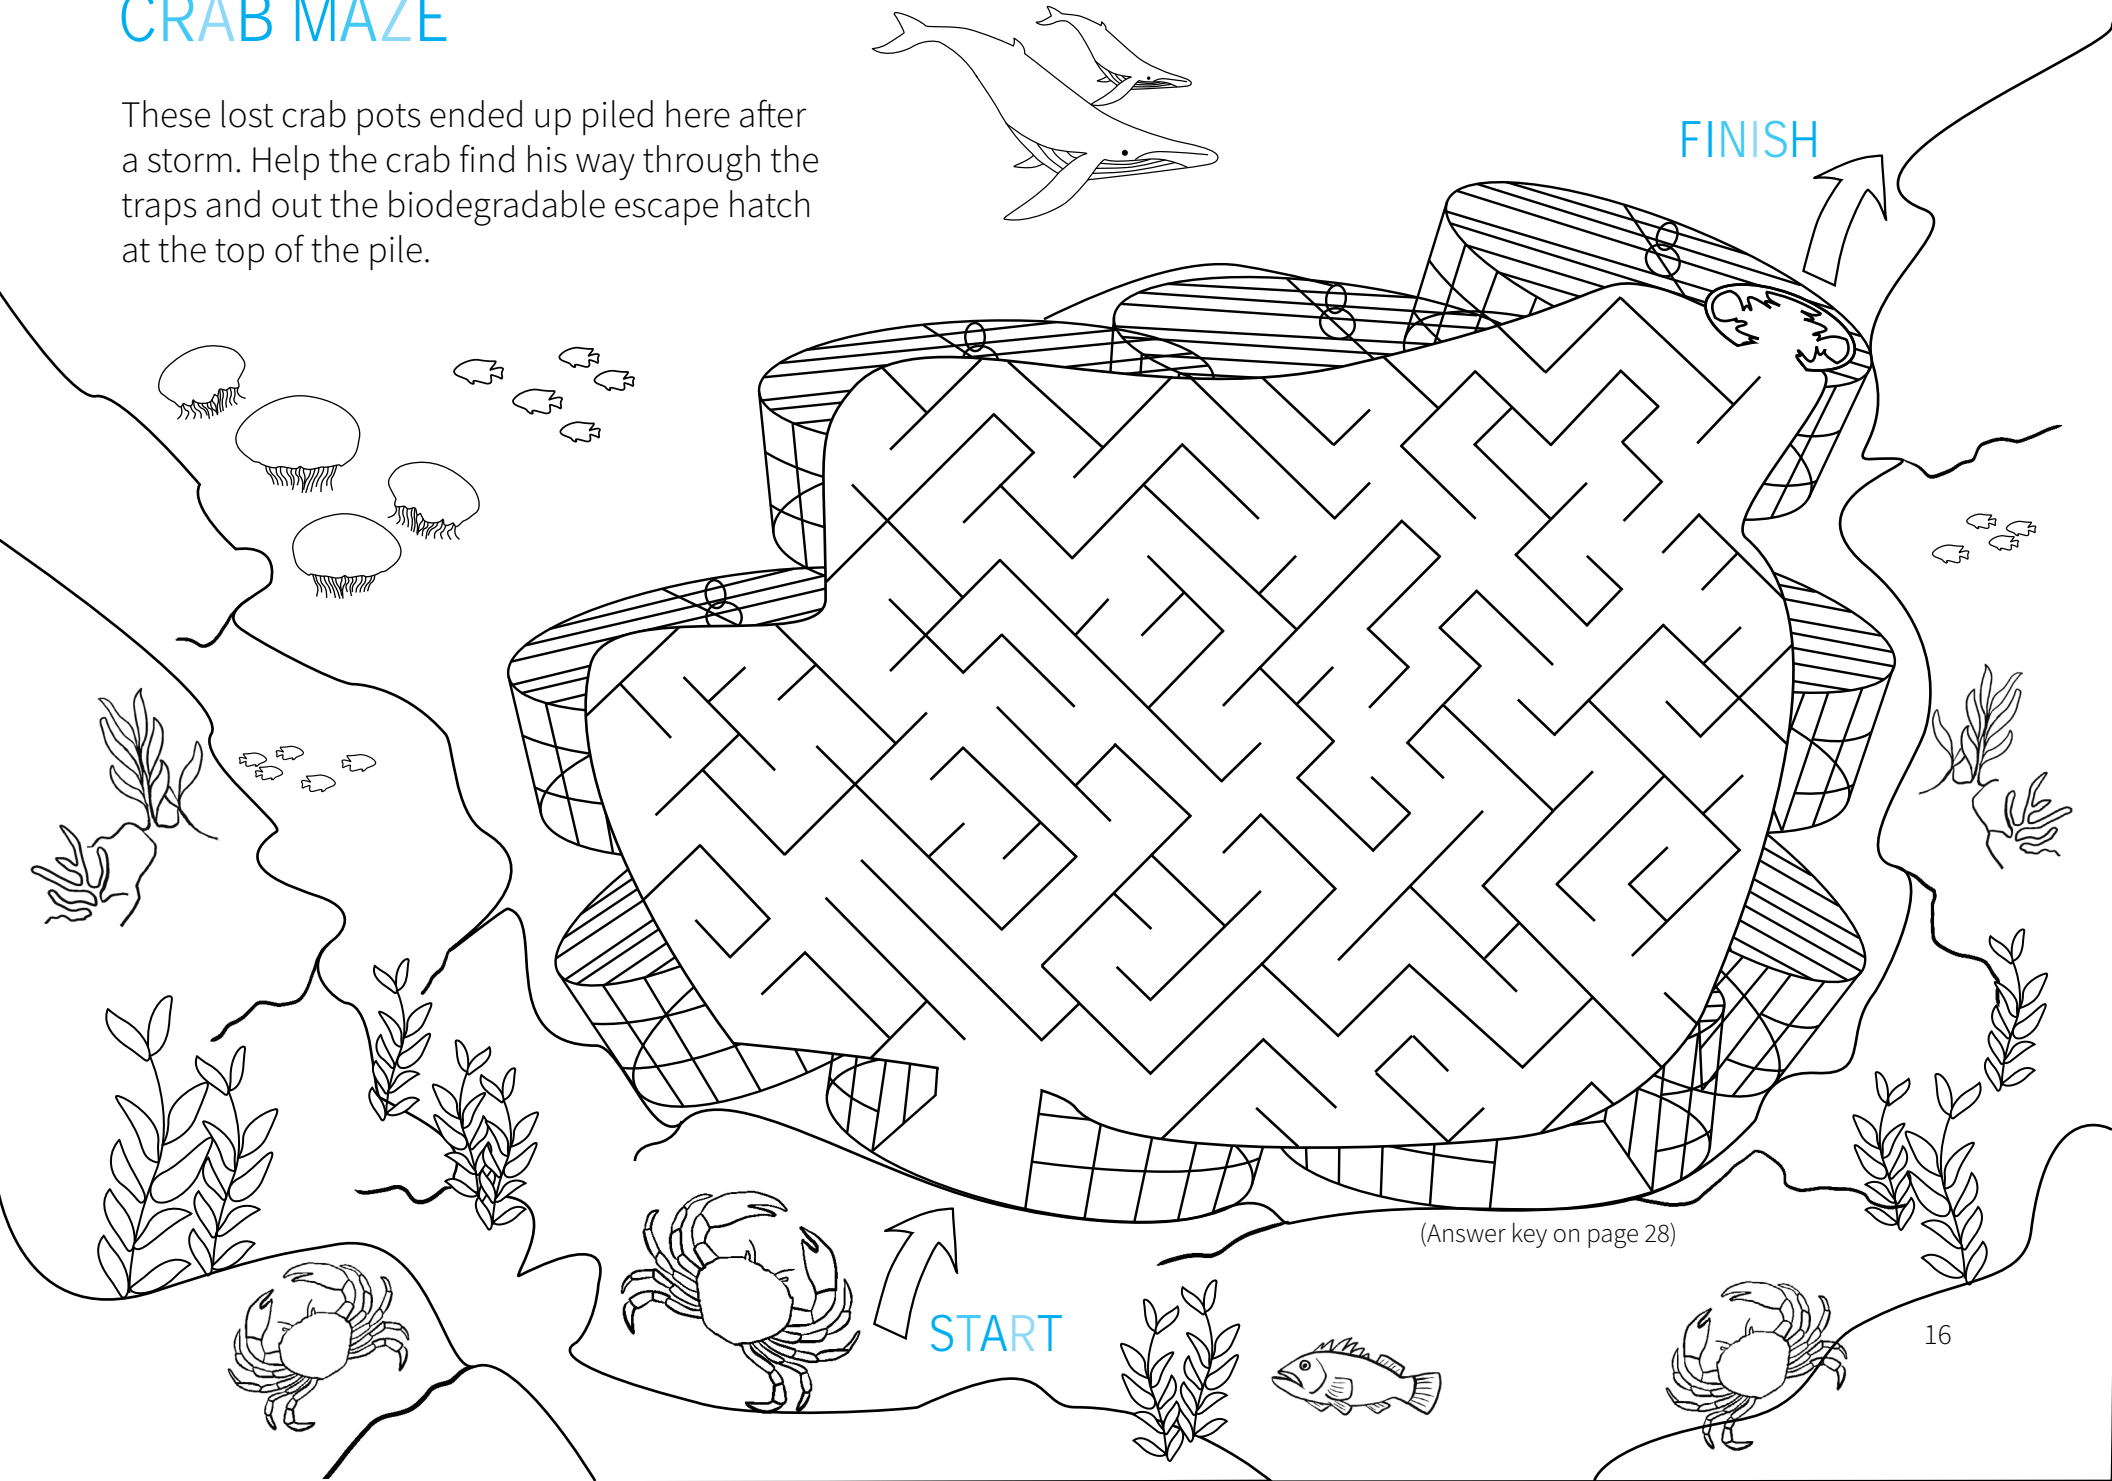 CRAB MAZE
These lost crab pots ended up piled here after
a storm. Help the crab find his way through the
traps and out the biodegradable escape hatch
at the top of the pile.
FINISH
(Answer key on page 28)
START
16